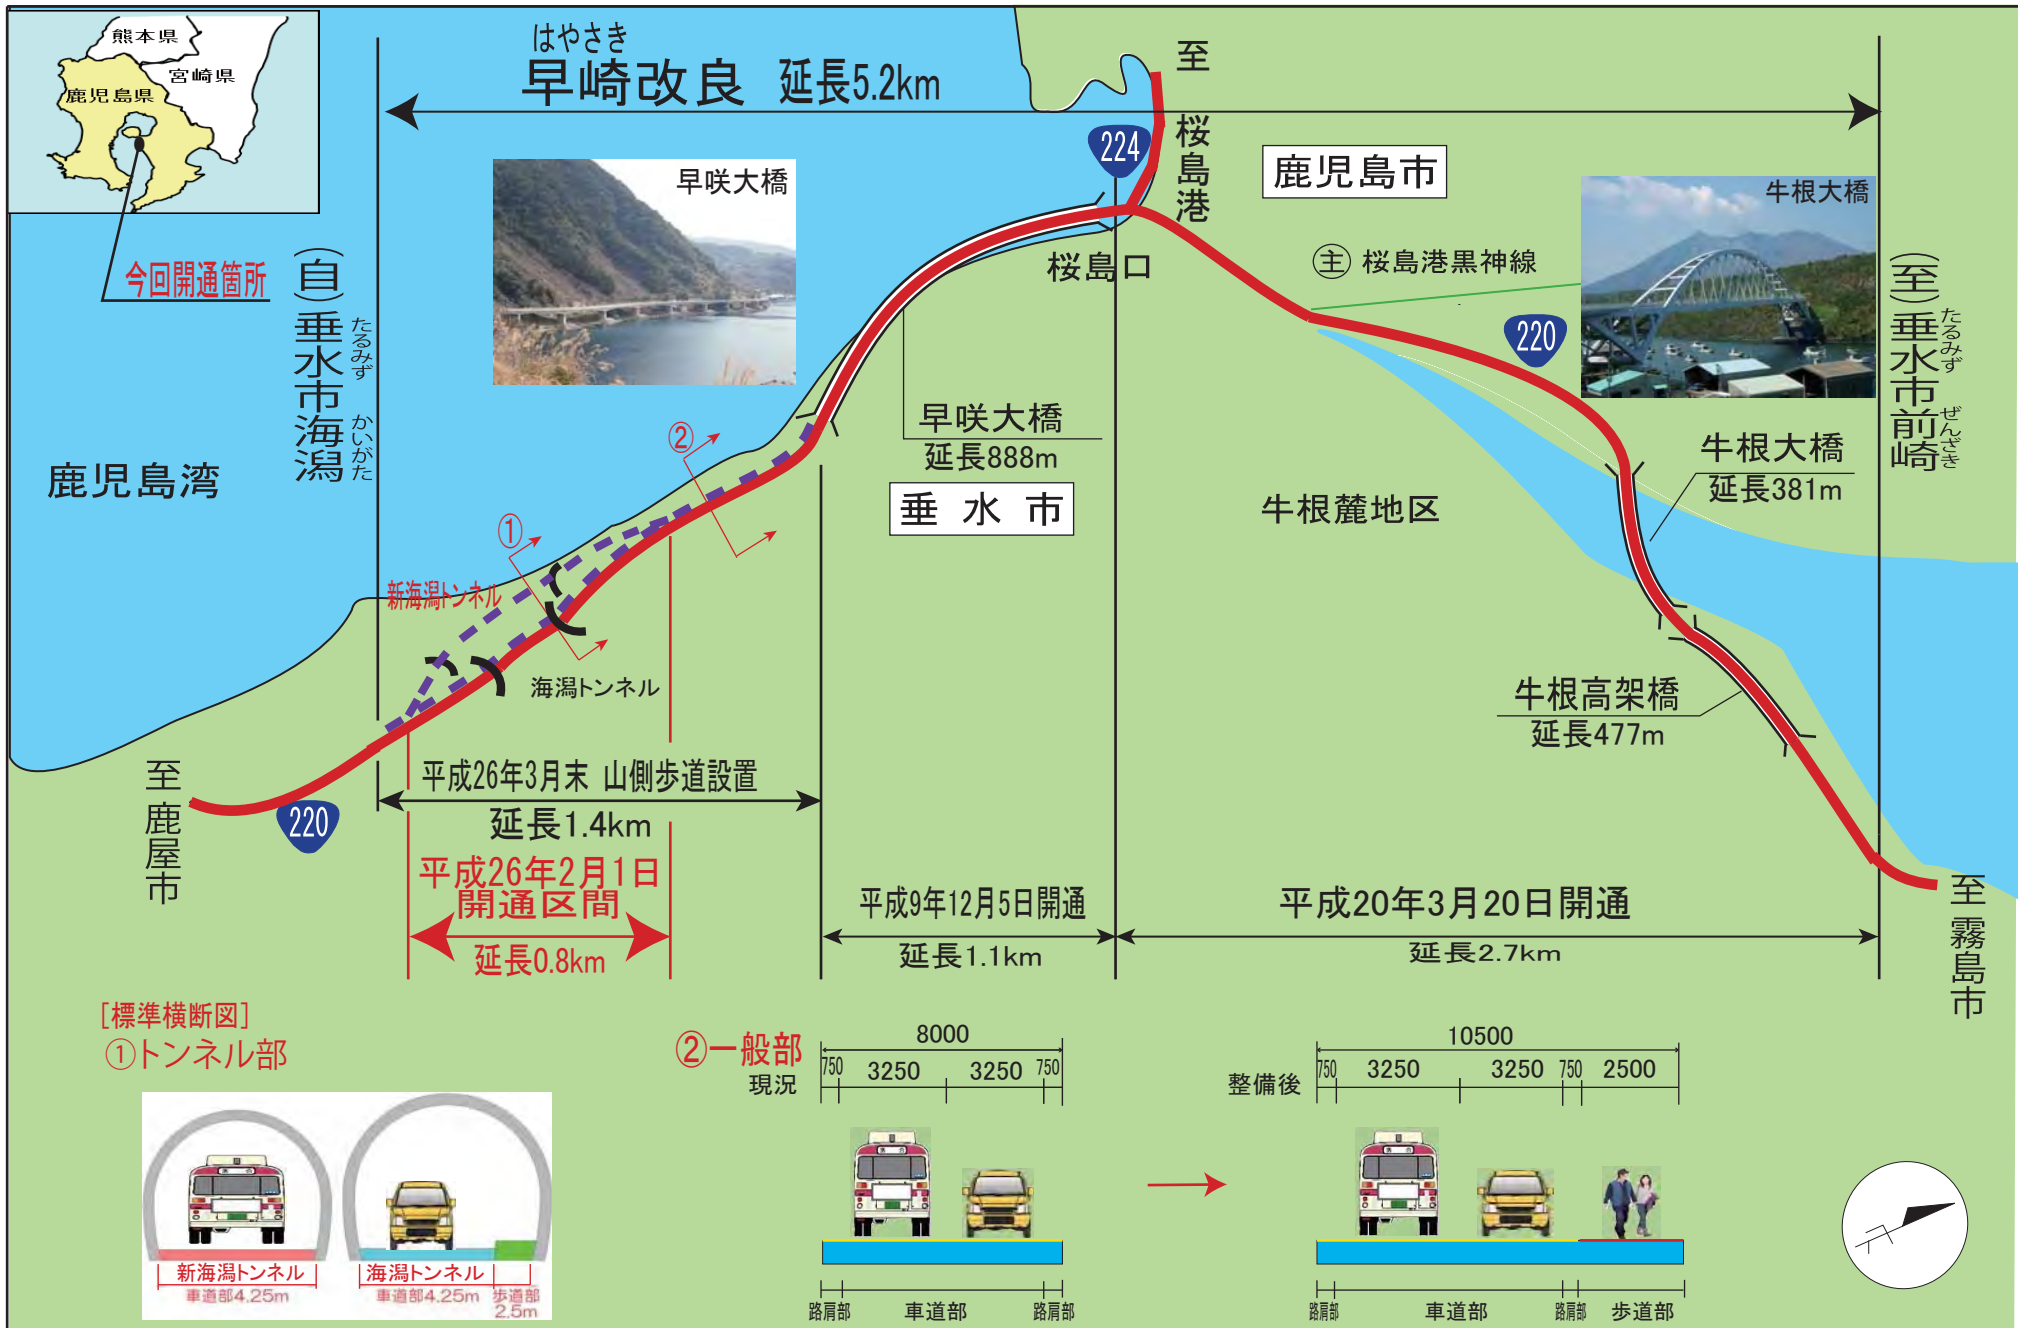 熊本県
宮崎県
鹿児島県
今回開通箇所
はやさき
早崎改良 延長5.2km
早咲大橋
224
至 桜島港
鹿児島市
牛根大橋
㊤ 桜島港黒神線
桜島口
220
(自)垂水市海潟
たるみず かいがた
(至)垂水市前崎
たるみず ぜんざき
鹿児島湾
早咲大橋
延長888m
垂水市
牛根麓地区
牛根大橋
延長381m
②
①
新海潟トンネル
海潟トンネル
牛根高架橋
延長477m
至 鹿屋市
220
平成26年3月末 山側歩道設置
延長1.4km
平成26年2月1日
開通区間
延長0.8km
平成9年12月5日開通
延長1.1km
平成20年3月20日開通
延長2.7km
至 霧島市
[標準横断図]
①トンネル部
新海潟トンネル
車道部4.25m
海潟トンネル
車道部4.25m
歩道部
2.5m
②一般部
現況
8000
750 3250 3250 750
路肩部 車道部 路肩部
整備後
10500
750 3250 3250 750 2500
路肩部 車道部 路肩部 歩道部